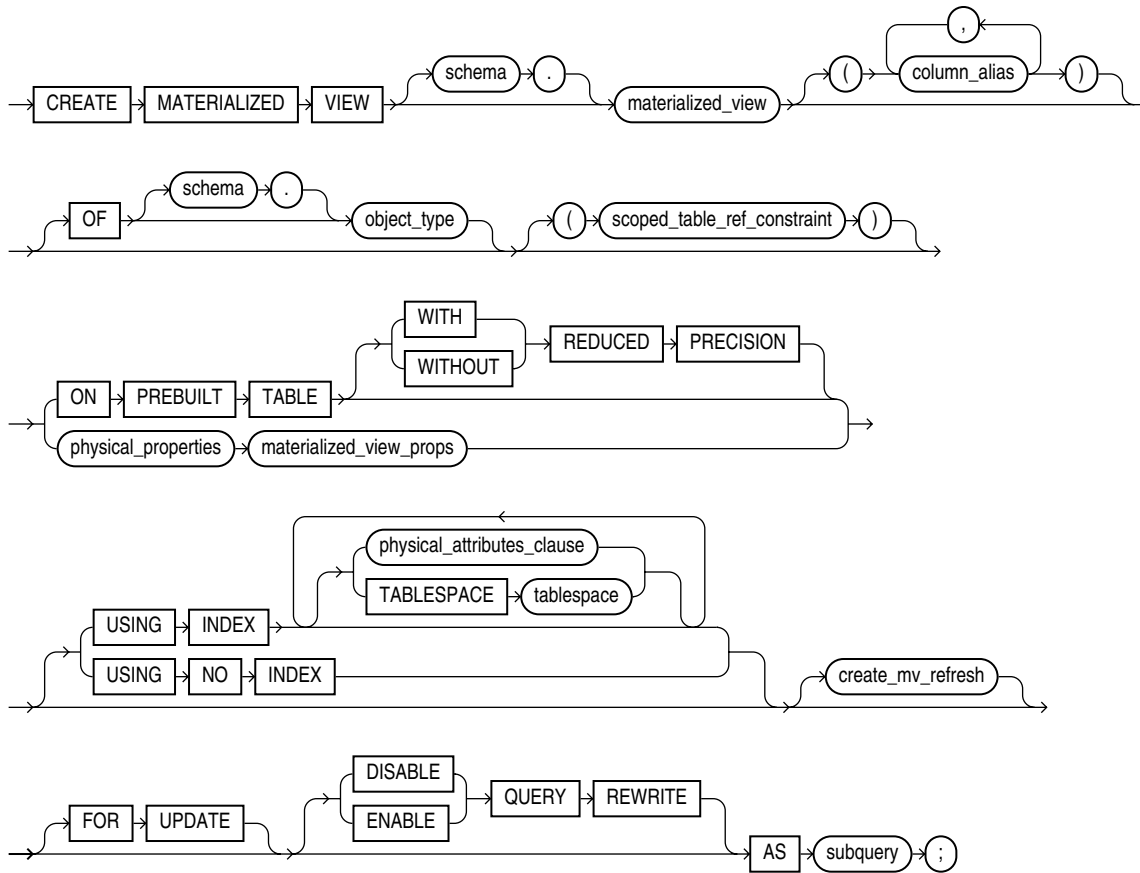 ,
schema . ( column_alias )
CREATE MATERIALIZED VIEW materialized_view
schema .
OF object_type ( scoped_table_ref_constraint )
WITH
REDUCED PRECISION
WITHOUT
ON PREBUILT TABLE
physical_properties materialized_view_props
physical_attributes_clause
TABLESPACE tablespace
USING INDEX
USING NO INDEX create_mv_refresh
DISABLE
QUERY REWRITE
FOR UPDATE ENABLE
AS subquery ;